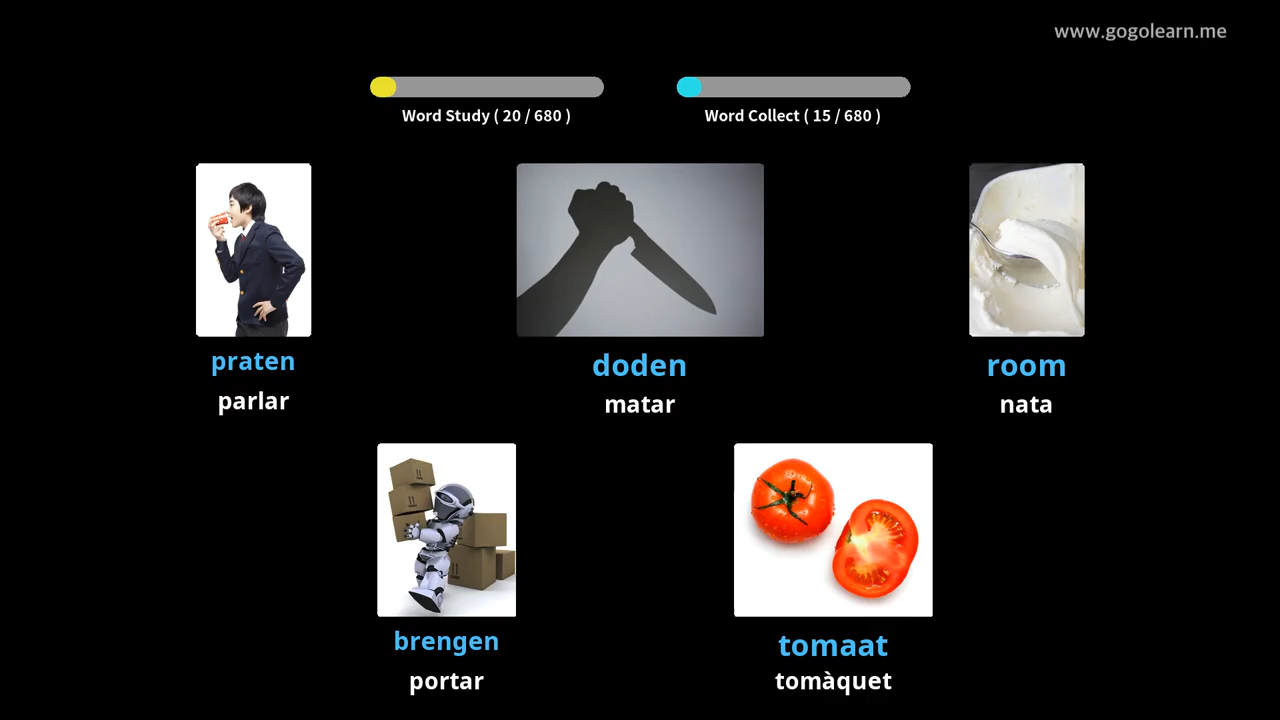 www.gogolearn.me
Word Study ( 20 / 680 )
Word Collect ( 15 / 680 )
praten
parlar
doden
matar
room
nata
brengen
portar
tomaat
tomàquet